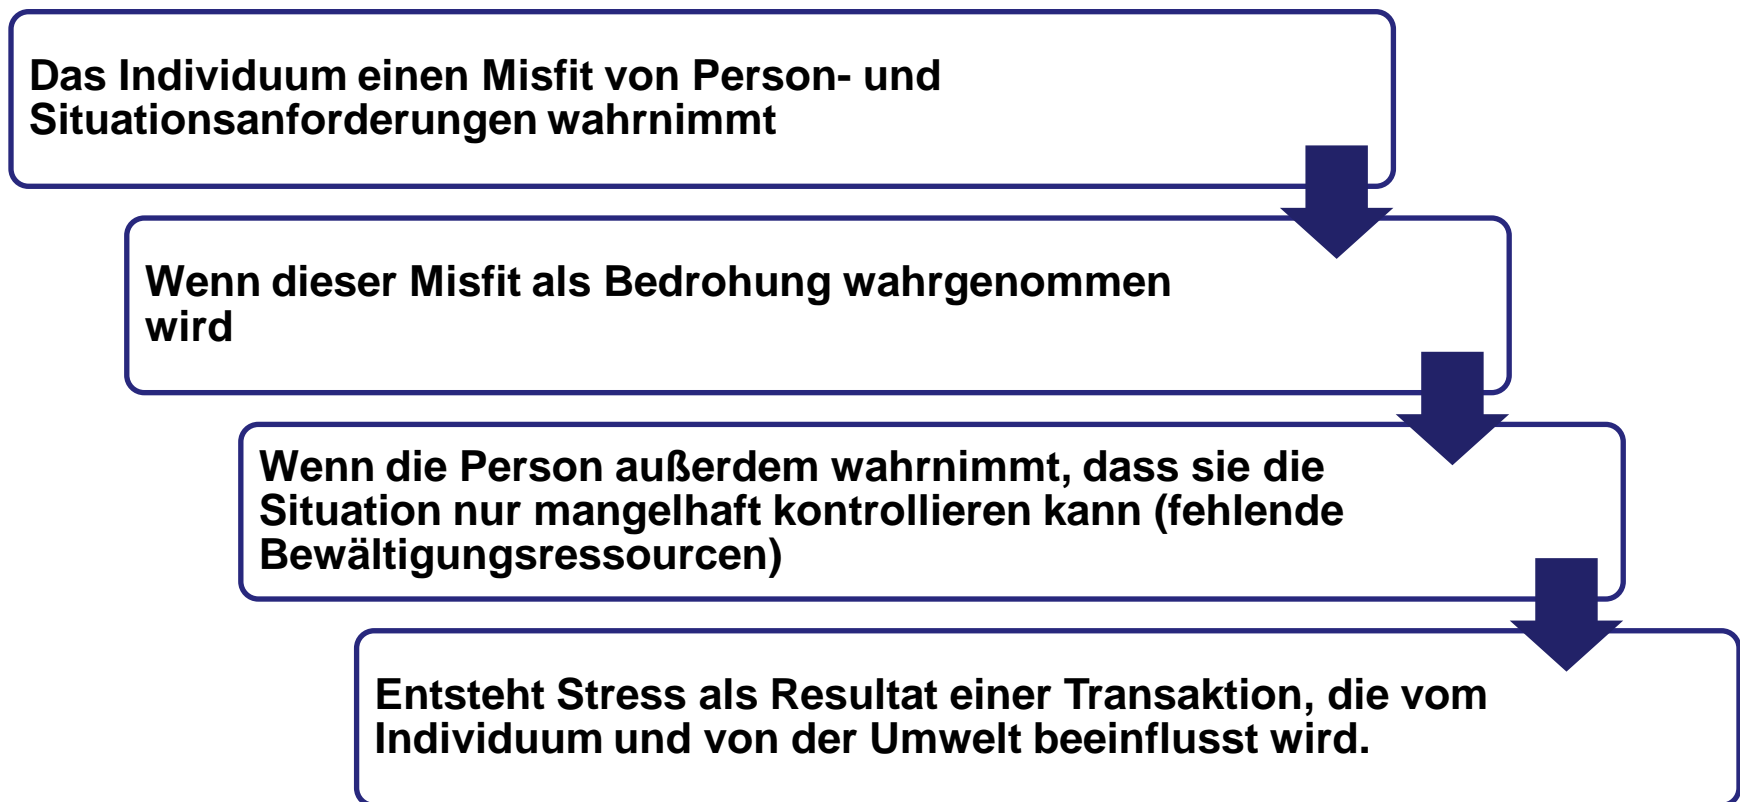 Das Individuum einen Misfit von Person- und
Situationsanforderungen wahrnimmt
Wenn dieser Misfit als Bedrohung wahrgenommen
wird
Wenn die Person außerdem wahrnimmt, dass sie die
Situation nur mangelhaft kontrollieren kann (fehlende
Bewältigungsressourcen)
Entsteht Stress als Resultat einer Transaktion, die vom
Individuum und von der Umwelt beeinflusst wird.